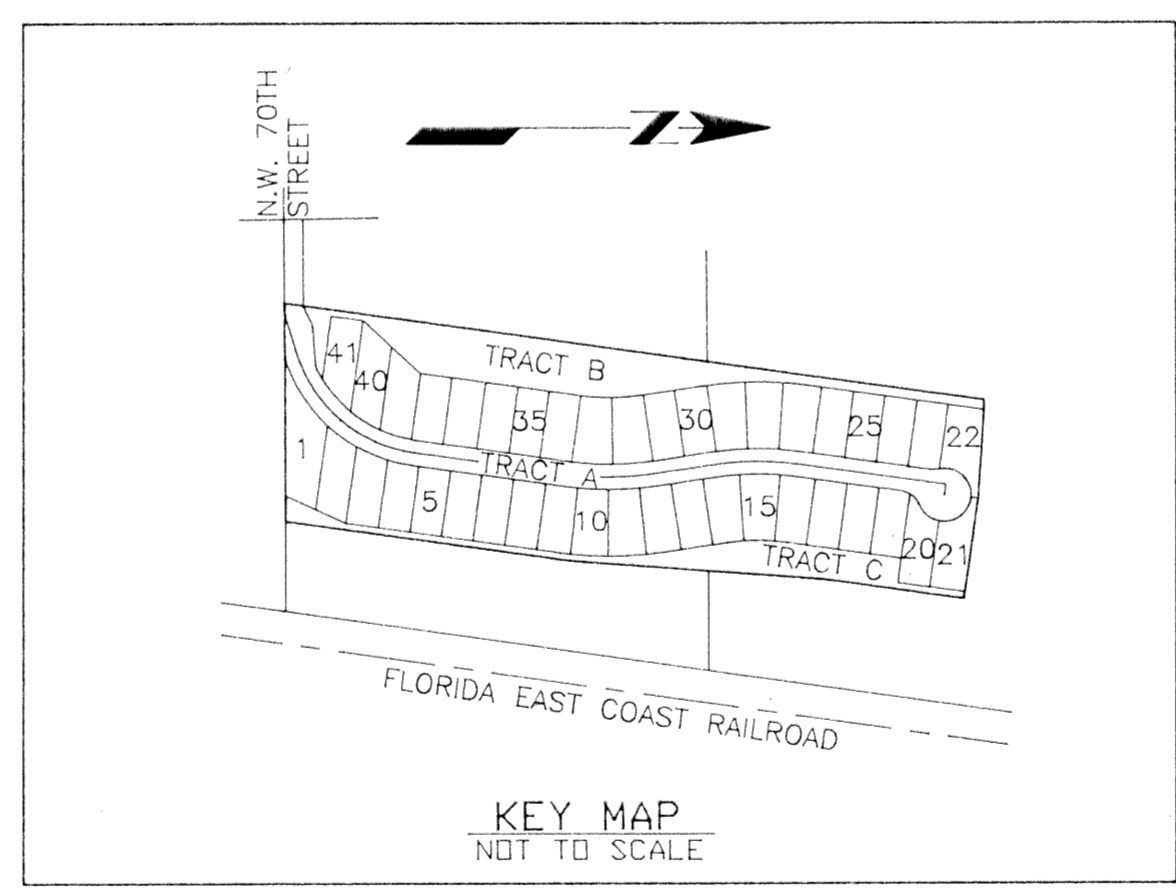 N.W. 70TH
STREET
N
TRACT B
41
40
35
30
25
22
1
TRACT A
5
10
15
20
21
TRACT C
FLORIDA EAST COAST RAILROAD
KEY MAP
NOT TO SCALE